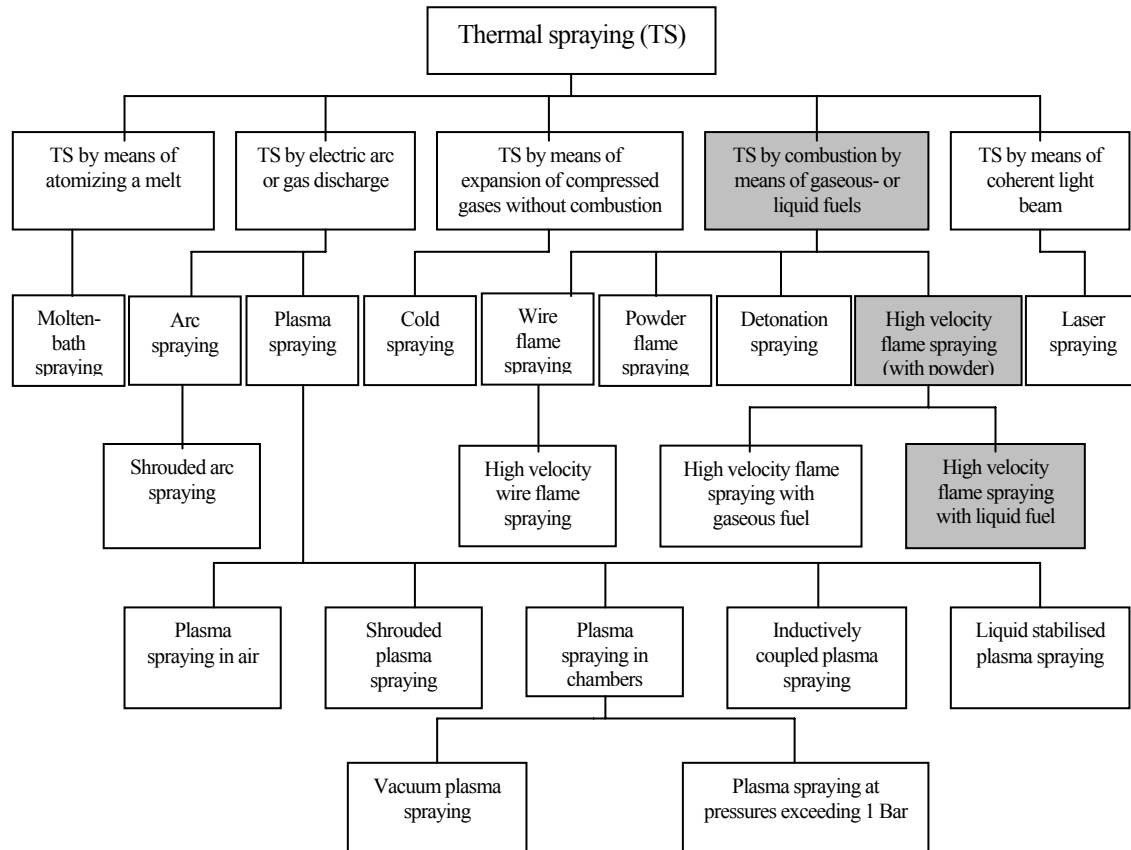 Thermal spraying (TS)
TS by means of
atomizing a melt
TS by electric arc
or gas discharge
TS by means of
expansion of compressed
gases without combustion
TS by combustion by
means of gaseous- or
liquid fuels
TS by means of
coherent light
beam
Molten-
bath
spraying
Arc
spraying
Plasma
spraying
Cold
spraying
Wire
flame
spraying
Powder
flame
spraying
Detonation
spraying
High velocity
flame spraying
(with powder)
Laser
spraying
Shrouded arc
spraying
High velocity
wire flame
spraying
High velocity flame
spraying with
gaseous fuel
High velocity
flame spraying
with liquid fuel
Plasma
spraying in air
Shrouded
plasma
spraying
Plasma
spraying in
chambers
Inductively
coupled plasma
spraying
Liquid stabilised
plasma spraying
Vacuum plasma
spraying
Plasma spraying at
pressures exceeding 1 Bar